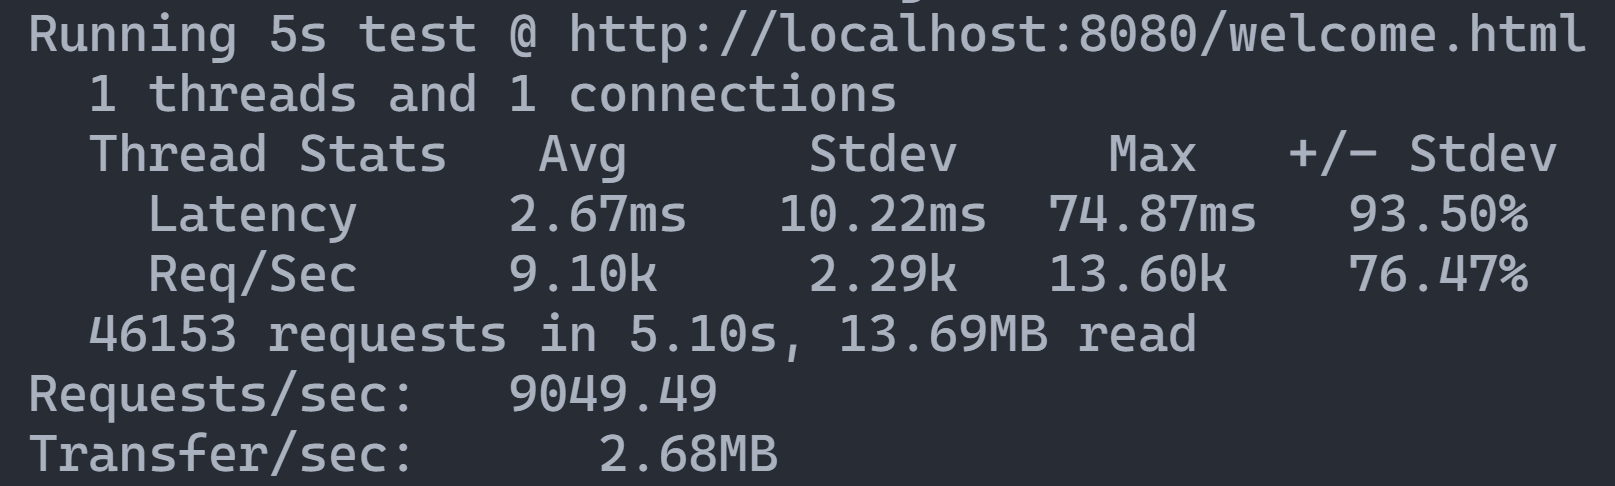 Running 5s test @ http://localhost:8080/welcome.html
1 threads and 1 connections
Thread Stats Avg Stdev Max +/- Stdev
Latency 2.67ms 10.22ms 74.87ms 93.50%
Req/Sec 9.10k 2.29k 13.60k 76.47%
46153 requests in 5.10s, 13.69MB read
Requests/sec: 9049.49
Transfer/sec: 2.68MB